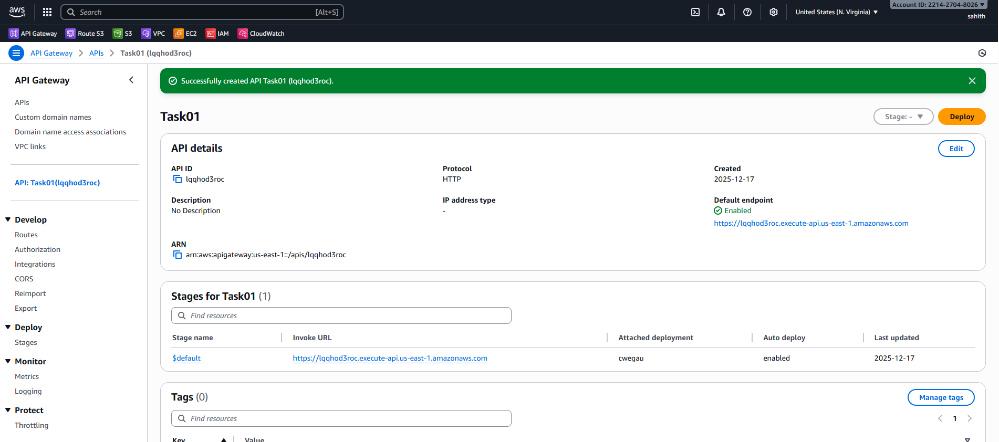 aws
Search [Alt+S]
United States (N. Virginia)
Account ID: 2214-2704-8026
sahith
API Gateway Route 53 S3 VPC EC2 IAM CloudWatch
API Gateway > APIs > Task01 (lqqhod3roc)
API Gateway
APIs
Custom domain names
Domain name access associations
VPC links
API: Task01(lqqhod3roc)
Develop
Routes
Authorization
Integrations
CORS
Reimport
Export
Deploy
Stages
Monitor
Metrics
Logging
Protect
Throttling
Successfully created API Task01 (lqqhod3roc).
Task01
Stage: -
Deploy
API details
Edit
API ID
lqqhod3roc
Protocol
HTTP
Created
2025-12-17
Description
No Description
IP address type
-
Default endpoint
Enabled
https://lqqhod3roc.execute-api.us-east-1.amazonaws.com
ARN
arn:aws:apigateway:us-east-1::/apis/lqqhod3roc
Stages for Task01 (1)
Find resources
Stage name Invoke URL Attached deployment Auto deploy Last updated
$default https://lqqhod3roc.execute-api.us-east-1.amazonaws.com cwegau enabled 2025-12-17
Tags (0)
Manage tags
Find resources
1
Key Value